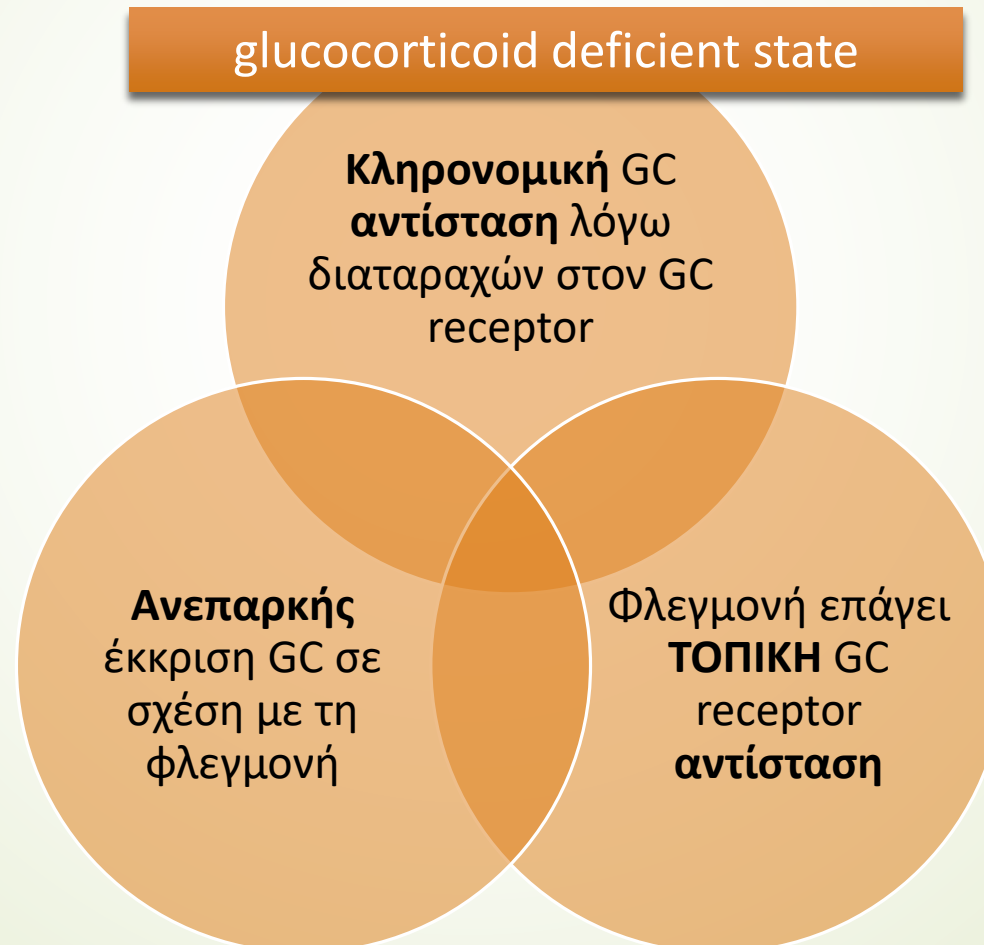 glucocorticoid deficient state
Κληρονομική GC
αντίσταση λόγω
διαταραχών στον GC
receptor
Ανεπαρκής
έκκριση GC σε
σχέση με τη
φλεγμονή
Φλεγμονή επάγει
ΤΟΠΙΚΗ GC
receptor
αντίσταση